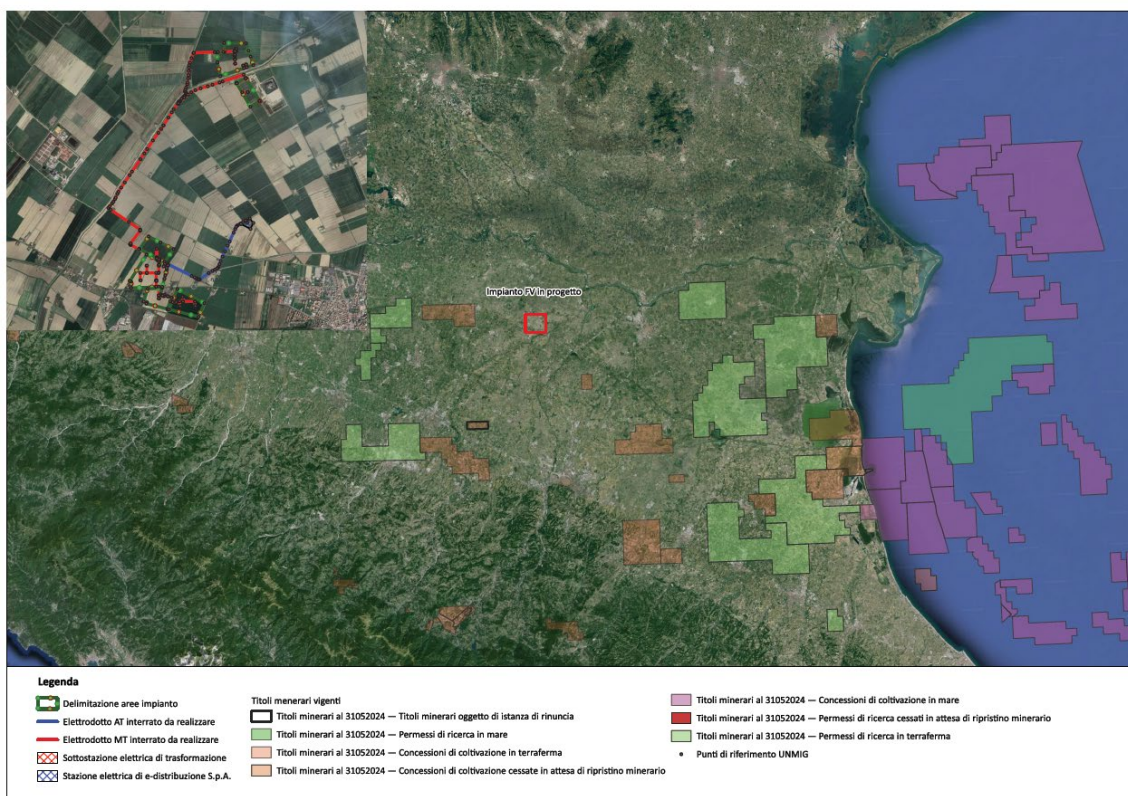 Impianto FV in progetto
Legenda
Delimitazione aree impianto
Elettrodotto AT interrato da realizzare
Elettrodotto MT interrato da realizzare
Sottostazione elettrica di trasformazione
Stazione elettrica di e-distribuzione S.p.A.
Titoli menerari vigenti
Titoli minerari al 31052024 — Titoli minerari oggetto di istanza di rinuncia
Titoli minerari al 31052024 — Permessi di ricerca in mare
Titoli minerari al 31052024 — Concessioni di coltivazione in terraferma
Titoli minerari al 31052024 — Concessioni di coltivazione cessate in attesa di ripristino minerario
Titoli minerari al 31052024 — Concessioni di coltivazione in mare
Titoli minerari al 31052024 — Permessi di ricerca cessati in attesa di ripristino minerario
Titoli minerari al 31052024 — Permessi di ricerca in terraferma
Punti di riferimento UNMIG